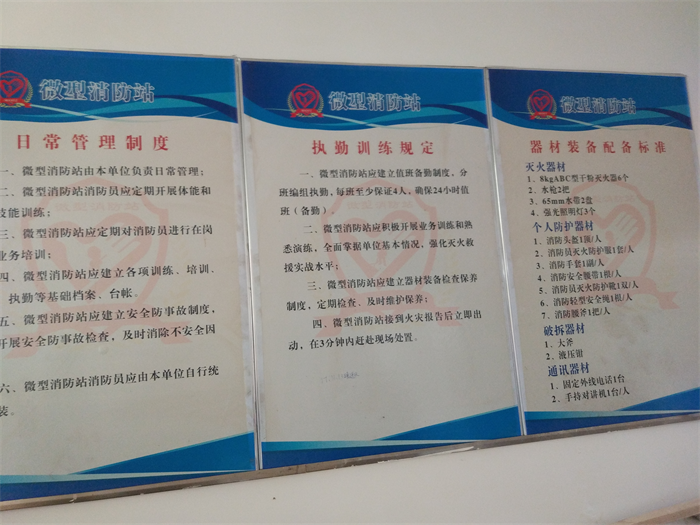 微型消防站
日常管理制度
一、微型消防站由本单位负责日常管理；
二、微型消防站消防员应定期开展体能和
技能训练；
三、微型消防站应定期对消防员进行在岗
业务培训；
四、微型消防站应建立各项训练、培训、
执勤等基础档案、台帐。
五、微型消防站应建立安全防事故制度，
开展安全防事故检查，及时消除不安全因
六、微型消防站消防员应由本单位自行统
装。
微型消防站
执勤训练规定
一、微型消防站应建立值班备勤制度，分
班编组执勤，每班至少保证4人，确保24小时值
班（备勤）。
二、微型消防站应积极开展业务训练和熟
悉演练，全面掌握单位基本情况，强化灭火救
援实战水平；
三、微型消防站应建立器材装备检查保养
制度，定期检查、及时维护保养；
四、微型消防站接到火灾报告后立即出
动，在3分钟内赶赴现场处置。
微型消防站
器材装备配备标准
灭火器材
1、8kgABC型干粉灭火器6个
2、水枪2把
3、65mm水带2盘
4、强光照明灯3个
个人防护器材
1、消防头盔1顶/人
2、消防员灭火防护服1套/人
3、消防手套1副/人
4、消防安全腰带1根/人
5、消防员灭火防护靴1双/人
6、消防轻型安全绳1根/人
7、消防腰斧1把/人
破拆器材
1、大斧
2、液压钳
通讯器材
1、固定外线电话1台
2、手持对讲机1台/人